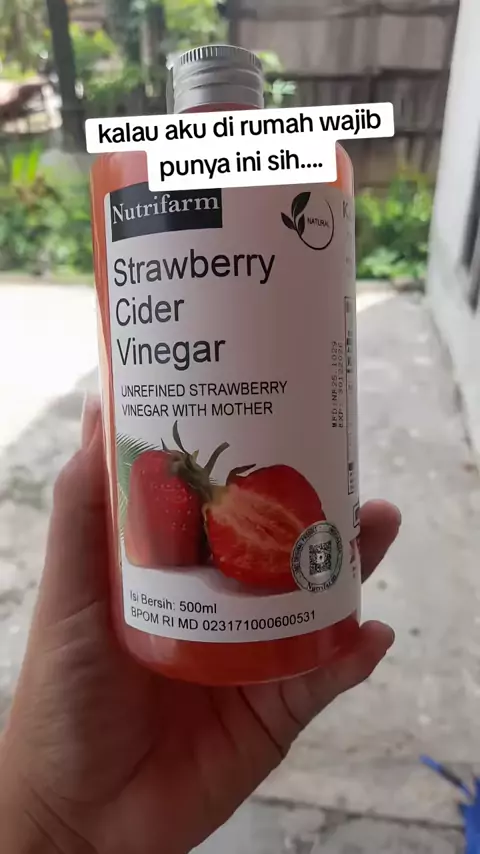 kalau aku di rumah wajib
punya ini sih....
Nutrifarm
NATURAL
Strawberry
Cider
Vinegar
UNREFINED STRAWBERRY
VINEGAR WITH MOTHER
Isi Bersih: 500ml
BPOM RI MD 023171000600531